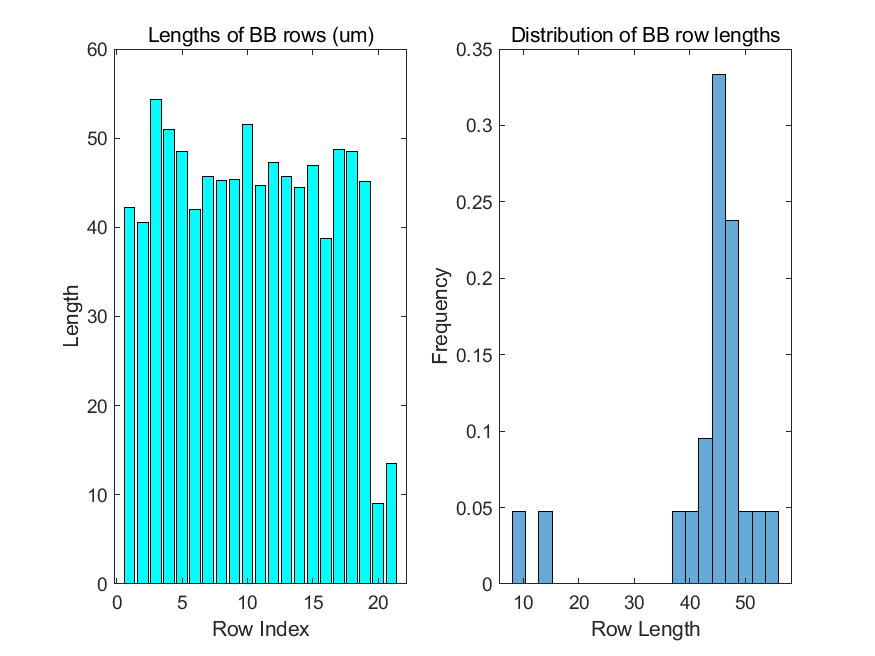 Lengths of BB rows (um)
60
50
40
30
20
10
0
Length
0 5 10 15 20
Row Index
Distribution of BB row lengths
0.35
0.3
0.25
0.2
0.15
0.1
0.05
0
Frequency
10 20 30 40 50
Row Length